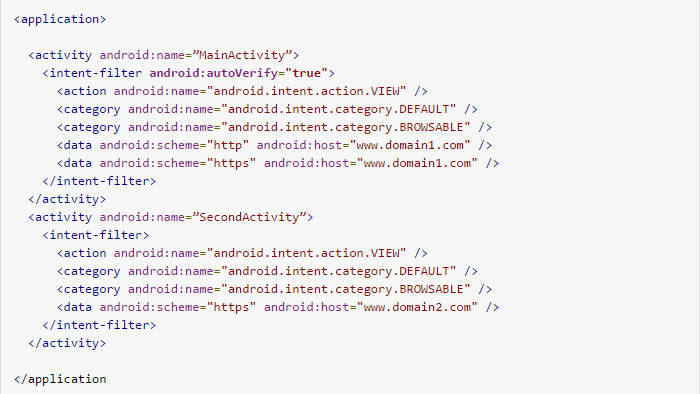 <application>
<activity android:name=”MainActivity”>
<intent-filter android:autoVerify="true">
<action android:name="android.intent.action.VIEW" />
<category android:name="android.intent.category.DEFAULT" />
<category android:name="android.intent.category.BROWSABLE" />
<data android:scheme="http" android:host="www.domain1.com" />
<data android:scheme="https" android:host="www.domain1.com" />
</intent-filter>
</activity>
<activity android:name=”SecondActivity”>
<intent-filter>
<action android:name="android.intent.action.VIEW" />
<category android:name="android.intent.category.DEFAULT" />
<category android:name="android.intent.category.BROWSABLE" />
<data android:scheme="https" android:host="www.domain2.com" />
</intent-filter>
</activity>
</application